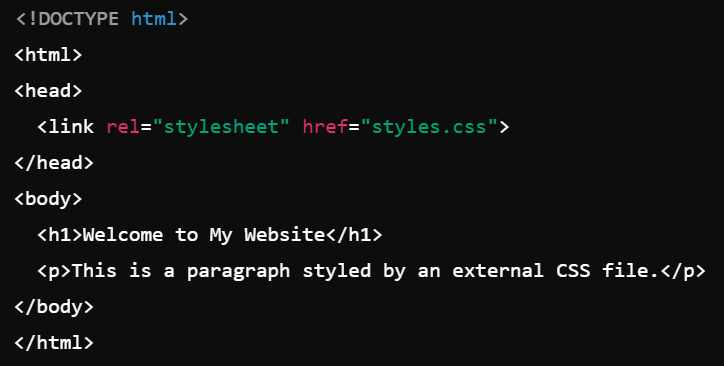 <!DOCTYPE html>
<html>
<head>
  <link rel="stylesheet" href="styles.css">
</head>
<body>
  <h1>Welcome to My Website</h1>
  <p>This is a paragraph styled by an external CSS file.</p>
</body>
</html>